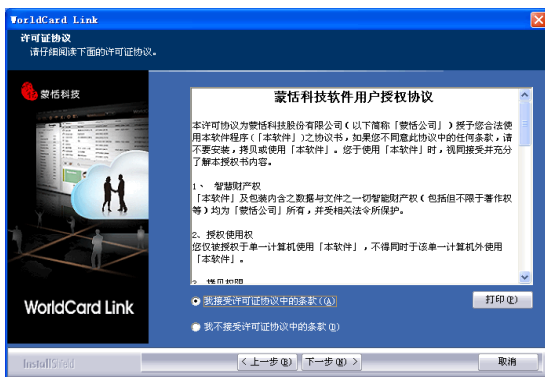 WorldCard Link
许可证协议
请仔细阅读下面的许可证协议。
蒙恬科技
蒙恬科技软件用户授权协议
本许可协议为蒙恬科技股份有限公司(以下简称「蒙恬公司」)授予您合法使
用本软件程序(「本软件」)之协议书,如果您不同意此协议中的任何条款,请
不要安装,拷贝或使用「本软件」。您于使用「本软件」时,视同接受并充分
了解本授权书内容。
1、 智慧财产权
「本软件」及包装内含之数据与文件之一切智能财产权(包括但不限于著作权
等)均为「蒙恬公司」所有,并受相关法令所保护。
2、授权使用权
您仅被授权于单一计算机使用「本软件」,不得同时于该单一计算机外使用
「本软件」。
3、拷贝权限
我接受许可证协议中的条款(A)
打印(P)
WorldCard Link
我不接受许可证协议中的条款(D)
InstallShield
< 上一步(B)
下一步(N) >
取消